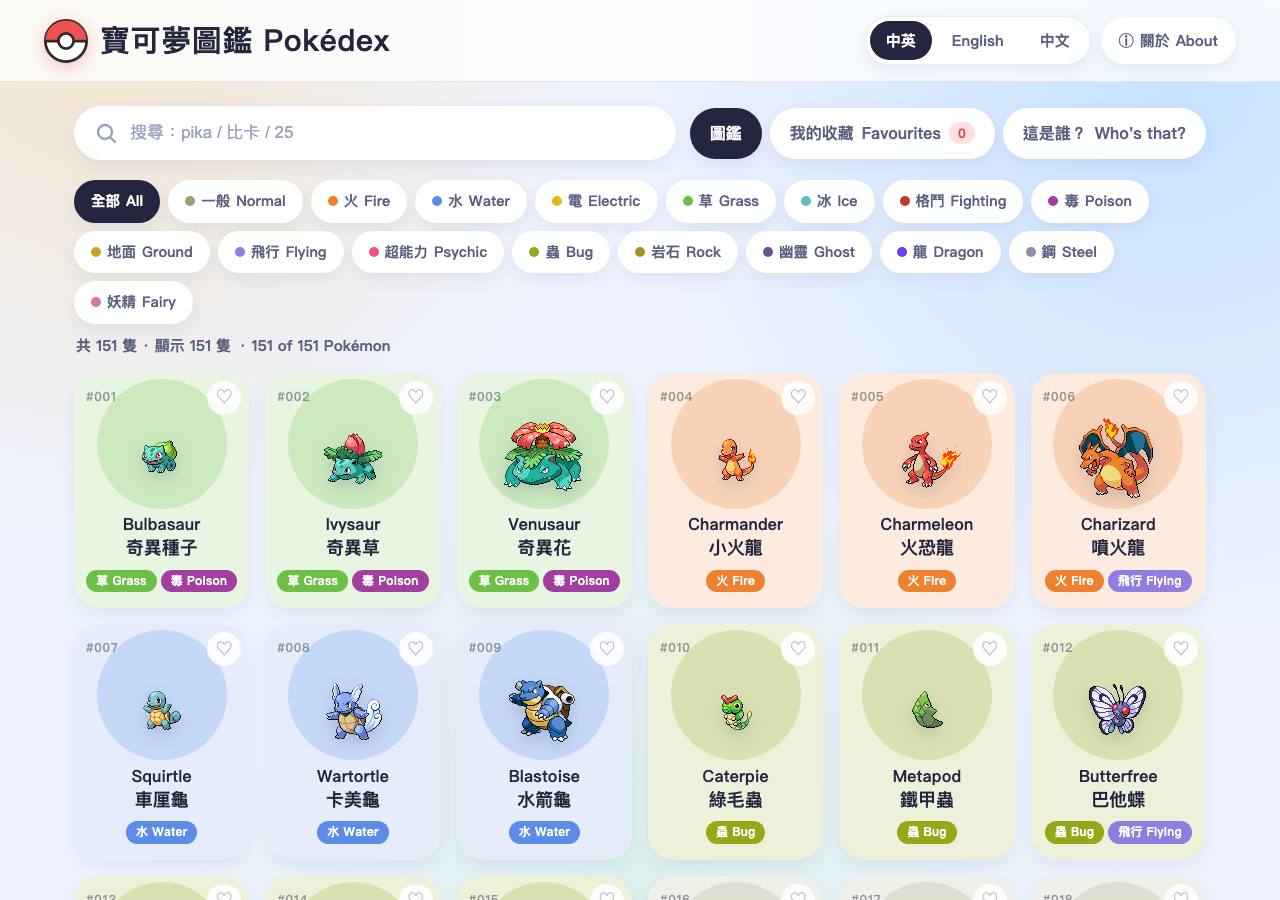 寶可夢圖鑑 Pokédex
中英 English 中文 ⓘ 關於 About
搜尋：pika / 比卡 / 25
圖鑑 我的收藏 Favourites 0 這是誰？ Who's that?
全部 All 一般 Normal 火 Fire 水 Water 電 Electric 草 Grass 冰 Ice 格鬥 Fighting 毒 Poison
地面 Ground 飛行 Flying 超能力 Psychic 蟲 Bug 岩石 Rock 幽靈 Ghost 龍 Dragon 鋼 Steel
妖精 Fairy
共 151 隻 · 顯示 151 隻 · 151 of 151 Pokémon
#001 #002 #003 #004 #005 #006
Bulbasaur Ivysaur Venusaur Charmander Charmeleon Charizard
奇異種子 奇異草 奇異花 小火龍 火恐龍 噴火龍
草 Grass 毒 Poison 草 Grass 毒 Poison 草 Grass 毒 Poison 火 Fire 火 Fire 火 Fire 飛行 Flying
#007 #008 #009 #010 #011 #012
Squirtle Wartortle Blastoise Caterpie Metapod Butterfree
車厘龜 卡美龜 水箭龜 綠毛蟲 鐵甲蟲 巴他蝶
水 Water 水 Water 水 Water 蟲 Bug 蟲 Bug 蟲 Bug 飛行 Flying
#013 #014 #015 #016 #017 #018